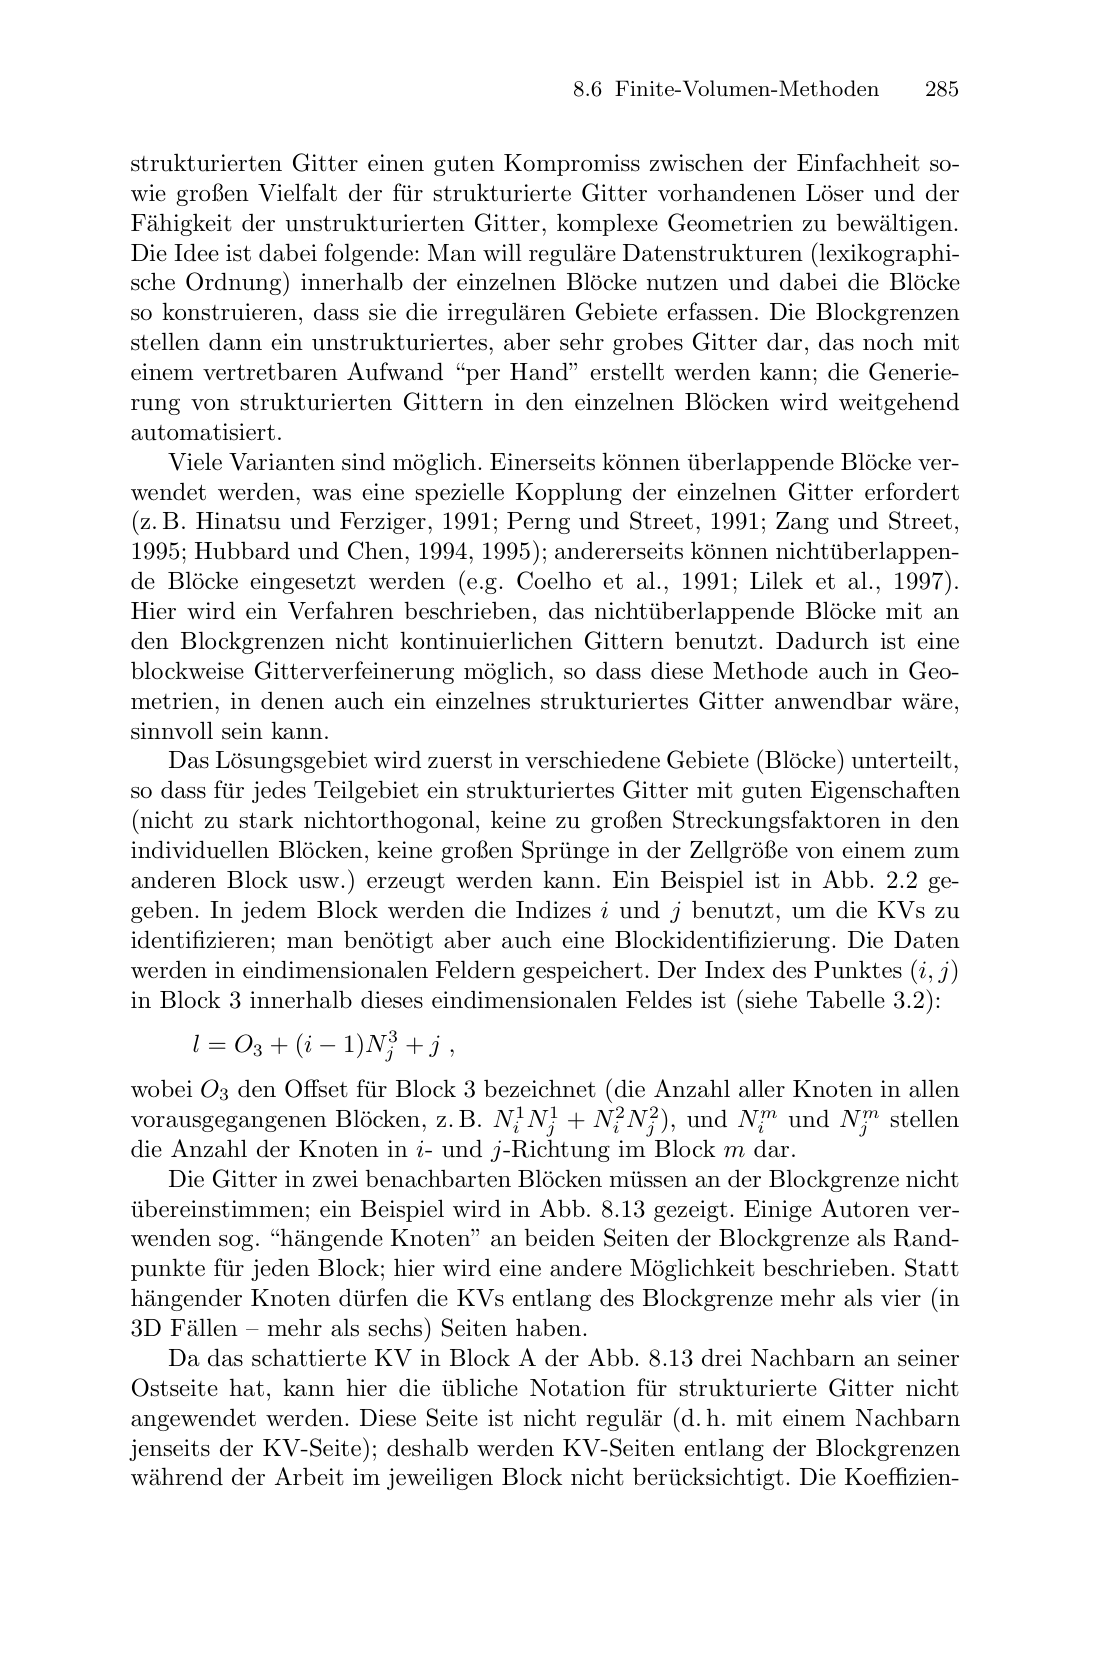 8.6 Finite-Volumen-Methoden 285
strukturierten Gitter einen guten Kompromiss zwischen der Einfachheit so-
wie großen Vielfalt der für strukturierte Gitter vorhandenen Löser und der
Fähigkeit der unstrukturierten Gitter, komplexe Geometrien zu bewältigen.
Die Idee ist dabei folgende: Man will reguläre Datenstrukturen (lexikographi-
sche Ordnung) innerhalb der einzelnen Blöcke nutzen und dabei die Blöcke
so konstruieren, dass sie die irregulären Gebiete erfassen. Die Blockgrenzen
stellen dann ein unstrukturiertes, aber sehr grobes Gitter dar, das noch mit
einem vertretbaren Aufwand “per Hand” erstellt werden kann; die Generie-
rung von strukturierten Gittern in den einzelnen Blöcken wird weitgehend
automatisiert.
Viele Varianten sind möglich. Einerseits können überlappende Blöcke ver-
wendet werden, was eine spezielle Kopplung der einzelnen Gitter erfordert
(z. B. Hinatsu und Ferziger, 1991; Perng und Street, 1991; Zang und Street,
1995; Hubbard und Chen, 1994, 1995); andererseits können nichtüberlappen-
de Blöcke eingesetzt werden (e.g. Coelho et al., 1991; Lilek et al., 1997).
Hier wird ein Verfahren beschrieben, das nichtüberlappende Blöcke mit an
den Blockgrenzen nicht kontinuierlichen Gittern benutzt. Dadurch ist eine
blockweise Gitterverfeinerung möglich, so dass diese Methode auch in Geo-
metrien, in denen auch ein einzelnes strukturiertes Gitter anwendbar wäre,
sinnvoll sein kann.
Das Lösungsgebiet wird zuerst in verschiedene Gebiete (Blöcke) unterteilt,
so dass für jedes Teilgebiet ein strukturiertes Gitter mit guten Eigenschaften
(nicht zu stark nichtorthogonal, keine zu großen Streckungsfaktoren in den
individuellen Blöcken, keine großen Sprünge in der Zellgröße von einem zum
anderen Block usw.) erzeugt werden kann. Ein Beispiel ist in Abb. 2.2 ge-
geben. In jedem Block werden die Indizes i und j benutzt, um die KVs zu
identifizieren; man benötigt aber auch eine Blockidentifizierung. Die Daten
werden in eindimensionalen Feldern gespeichert. Der Index des Punktes (i, j)
in Block 3 innerhalb dieses eindimensionalen Feldes ist (siehe Tabelle 3.2):
$l = O_3 + (i - 1)N_j^3 + j$ ,
wobei $O_3$ den Offset für Block 3 bezeichnet (die Anzahl aller Knoten in allen
vorausgegangenen Blöcken, z. B. $N_i^1 N_j^1 + N_i^2 N_j^2$), und $N_i^m$ und $N_j^m$ stellen
die Anzahl der Knoten in i- und j-Richtung im Block m dar.
Die Gitter in zwei benachbarten Blöcken müssen an der Blockgrenze nicht
übereinstimmen; ein Beispiel wird in Abb. 8.13 gezeigt. Einige Autoren ver-
wenden sog. “hängende Knoten” an beiden Seiten der Blockgrenze als Rand-
punkte für jeden Block; hier wird eine andere Möglichkeit beschrieben. Statt
hängender Knoten dürfen die KVs entlang des Blockgrenze mehr als vier (in
3D Fällen – mehr als sechs) Seiten haben.
Da das schattierte KV in Block A der Abb. 8.13 drei Nachbarn an seiner
Ostseite hat, kann hier die übliche Notation für strukturierte Gitter nicht
angewendet werden. Diese Seite ist nicht regulär (d. h. mit einem Nachbarn
jenseits der KV-Seite); deshalb werden KV-Seiten entlang der Blockgrenzen
während der Arbeit im jeweiligen Block nicht berücksichtigt. Die Koeffizien-